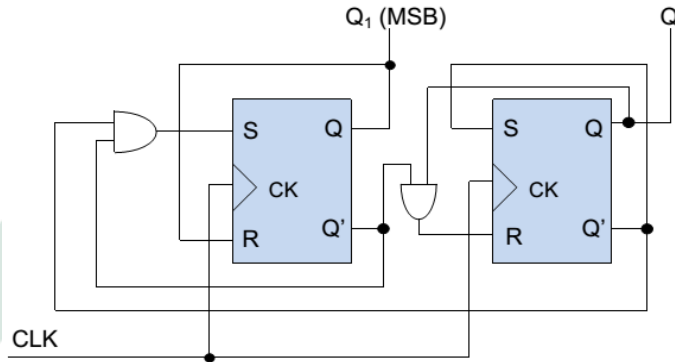 Q₁ (MSB) Q
S Q S Q
CK CK
R Q' R Q'
CLK